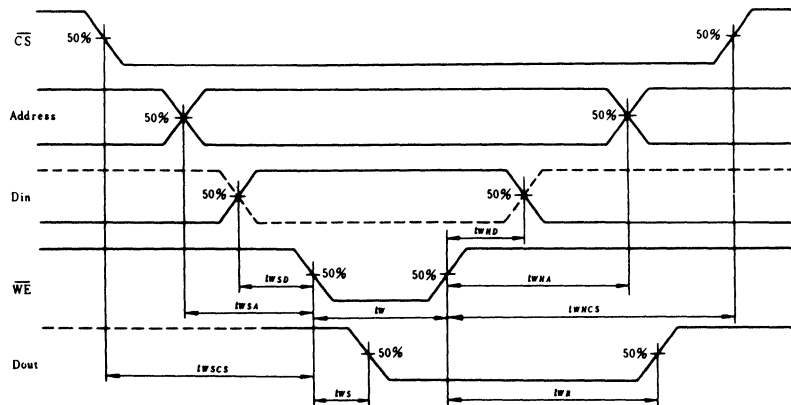 CS
50%
50%
Address
50%
50%
Din
50%
50%
tWHD
WE
50%
50%
tWSD
tWHA
tWSA
tW
tWHCS
Dout
50%
50%
tWSCS
tWS
tWR